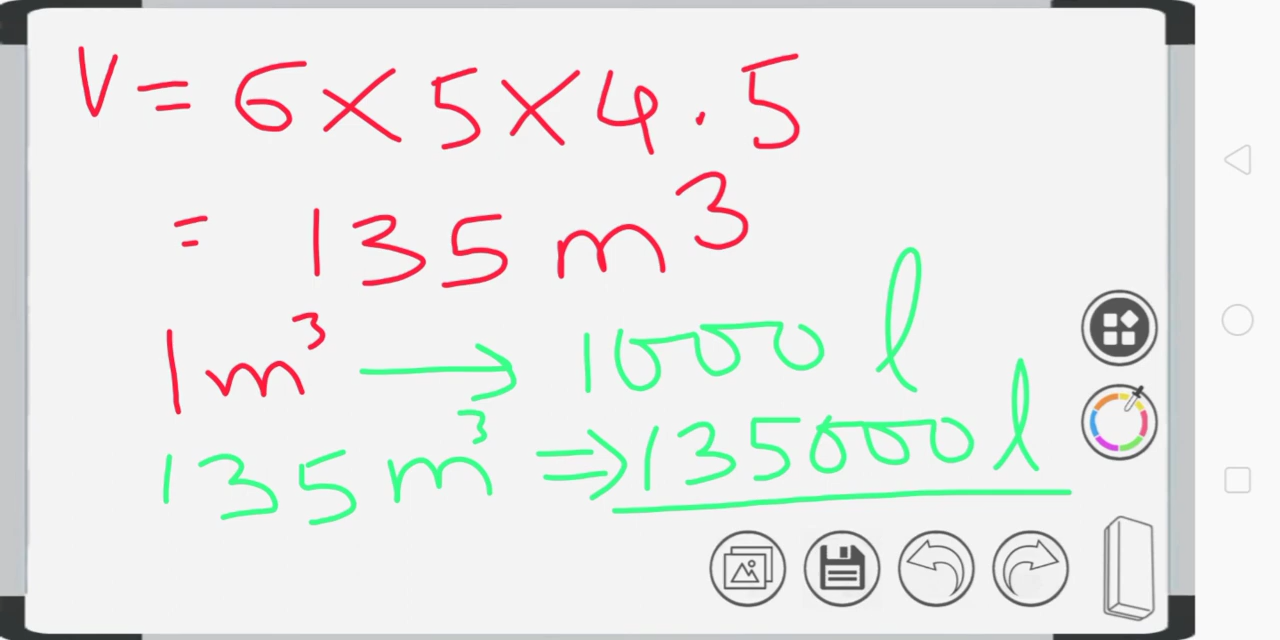 V = 6 × 5 × 4.5
= 135 m³
1 m³ → 1000 l
135 m³ ⇒ 135000 l